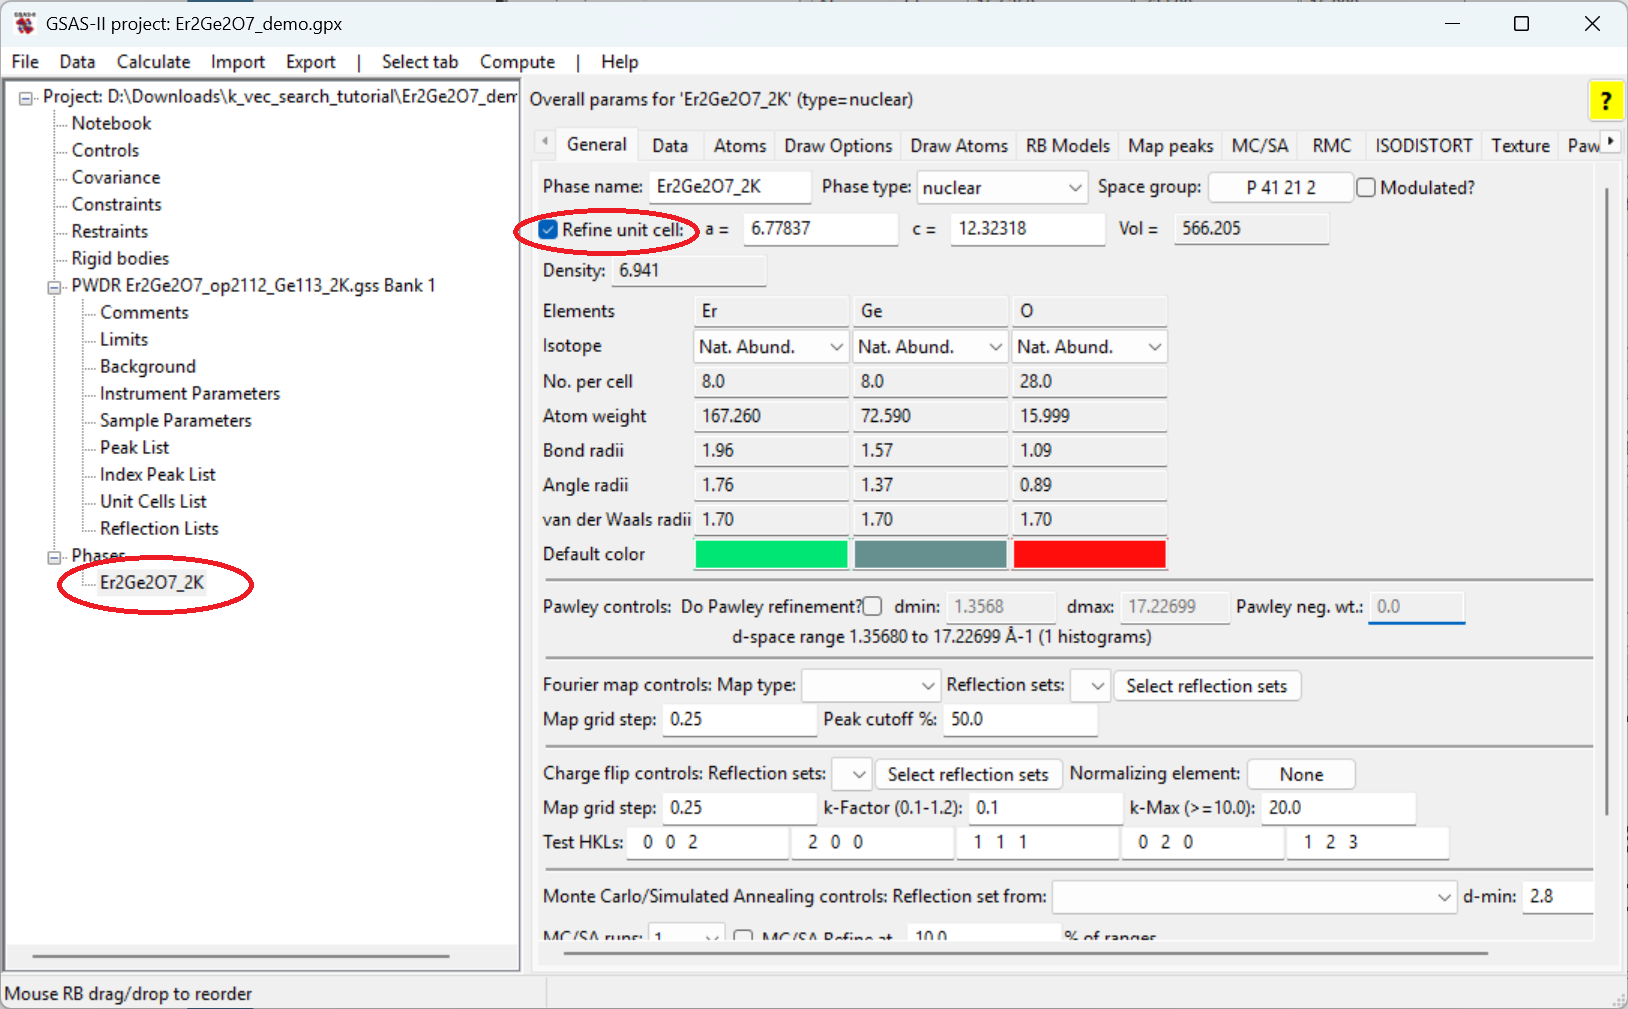 GSAS-II project: Er2Ge2O7_demo.gpx
File Data Calculate Import Export | Select tab Compute | Help
Project: D:\Downloads\k_vec_search_tutorial\Er2Ge2O7_dem
Notebook
Controls
Covariance
Constraints
Restraints
Rigid bodies
PWDR Er2Ge2O7_op2112_Ge113_2K.gss Bank 1
Comments
Limits
Background
Instrument Parameters
Sample Parameters
Peak List
Index Peak List
Unit Cells List
Reflection Lists
Phases
Er2Ge2O7_2K
Overall params for 'Er2Ge2O7_2K' (type=nuclear)
?
General Data Atoms Draw Options Draw Atoms RB Models Map peaks MC/SA RMC ISODISTORT Texture Paw
Phase name: Er2Ge2O7_2K Phase type: nuclear Space group: P 41 21 2 Modulated?
Refine unit cell: a = 6.77837 c = 12.32318 Vol = 566.205
Density: 6.941
Elements Er Ge O
Isotope Nat. Abund. Nat. Abund. Nat. Abund.
No. per cell 8.0 8.0 28.0
Atom weight 167.260 72.590 15.999
Bond radii 1.96 1.57 1.09
Angle radii 1.76 1.37 0.89
van der Waals radii 1.70 1.70 1.70
Default color
Pawley controls: Do Pawley refinement? dmin: 1.3568 dmax: 17.22699 Pawley neg. wt.: 0.0
d-space range 1.35680 to 17.22699 Å-1 (1 histograms)
Fourier map controls: Map type: Reflection sets: Select reflection sets
Map grid step: 0.25 Peak cutoff %: 50.0
Charge flip controls: Reflection sets: Select reflection sets Normalizing element: None
Map grid step: 0.25 k-Factor (0.1-1.2): 0.1 k-Max (>=10.0): 20.0
Test HKLs: 0 0 2 2 0 0 1 1 1 0 2 0 1 2 3
Monte Carlo/Simulated Annealing controls: Reflection set from: d-min: 2.8
MC/SA runs: 1 MC/SA Refine at 10.0 % of ranges
Mouse RB drag/drop to reorder